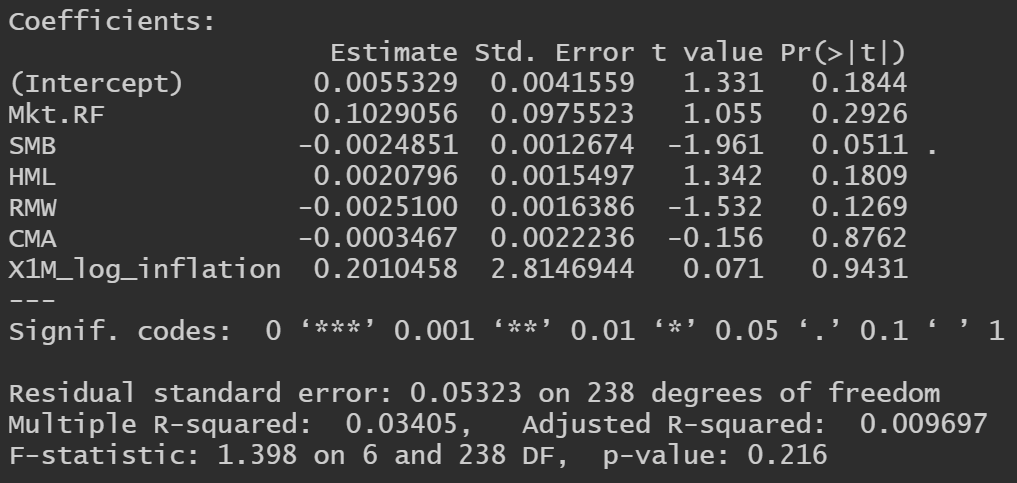 Coefficients:
                    Estimate Std. Error t value Pr(>|t|)
(Intercept)        0.0055329  0.0041559   1.331   0.1844
Mkt.RF             0.1029056  0.0975523   1.055   0.2926
SMB               -0.0024851  0.0012674  -1.961   0.0511 .
HML                0.0020796  0.0015497   1.342   0.1809
RMW               -0.0025100  0.0016386  -1.532   0.1269
CMA               -0.0003467  0.0022236  -0.156   0.8762
X1M_log_inflation  0.2010458  2.8146944   0.071   0.9431
---
Signif. codes:  0 ‘***’ 0.001 ‘**’ 0.01 ‘*’ 0.05 ‘.’ 0.1 ‘ ’ 1
Residual standard error: 0.05323 on 238 degrees of freedom
Multiple R-squared:  0.03405,	Adjusted R-squared:  0.009697
F-statistic: 1.398 on 6 and 238 DF,  p-value: 0.216